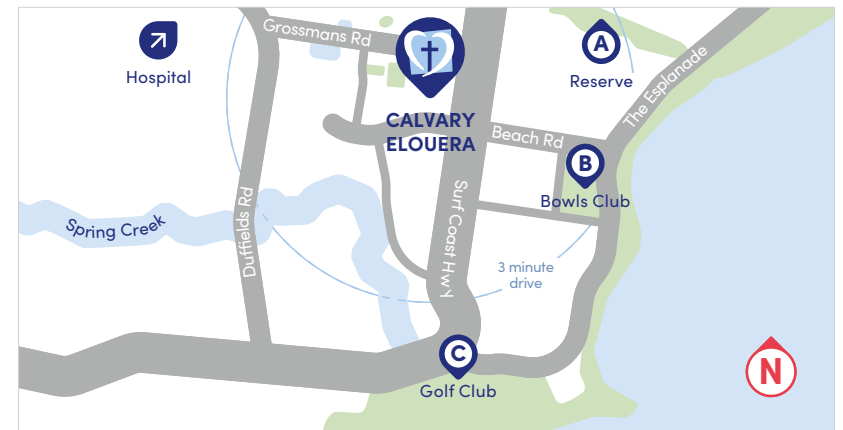 Grossmans Rd
Hospital
A
Reserve
The Esplanade
CALVARY
ELOUERA
Beach Rd
B
Bowls Club
Duffields Rd
Surf Coast Hwy
Spring Creek
3 minute
drive
C
Golf Club
N